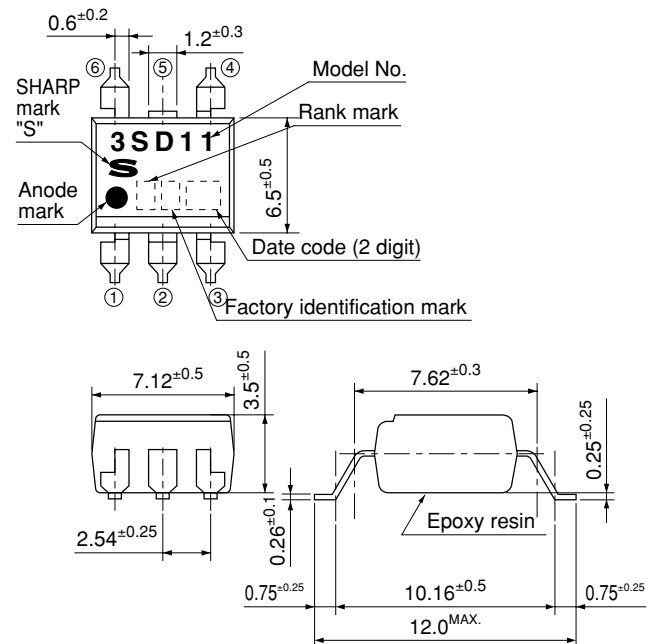 0.6±0.2
1.2±0.3
⑥ ⑤ ④
Model No.
SHARP
mark
"S"
Rank mark
3SD11
S
6.5±0.5
Anode
mark
Date code (2 digit)
① ② ③
Factory identification mark
7.12±0.5
3.5±0.5
7.62±0.3
0.25±0.25
0.26±0.1
Epoxy resin
2.54±0.25
0.75±0.25
10.16±0.5
0.75±0.25
12.0MAX.